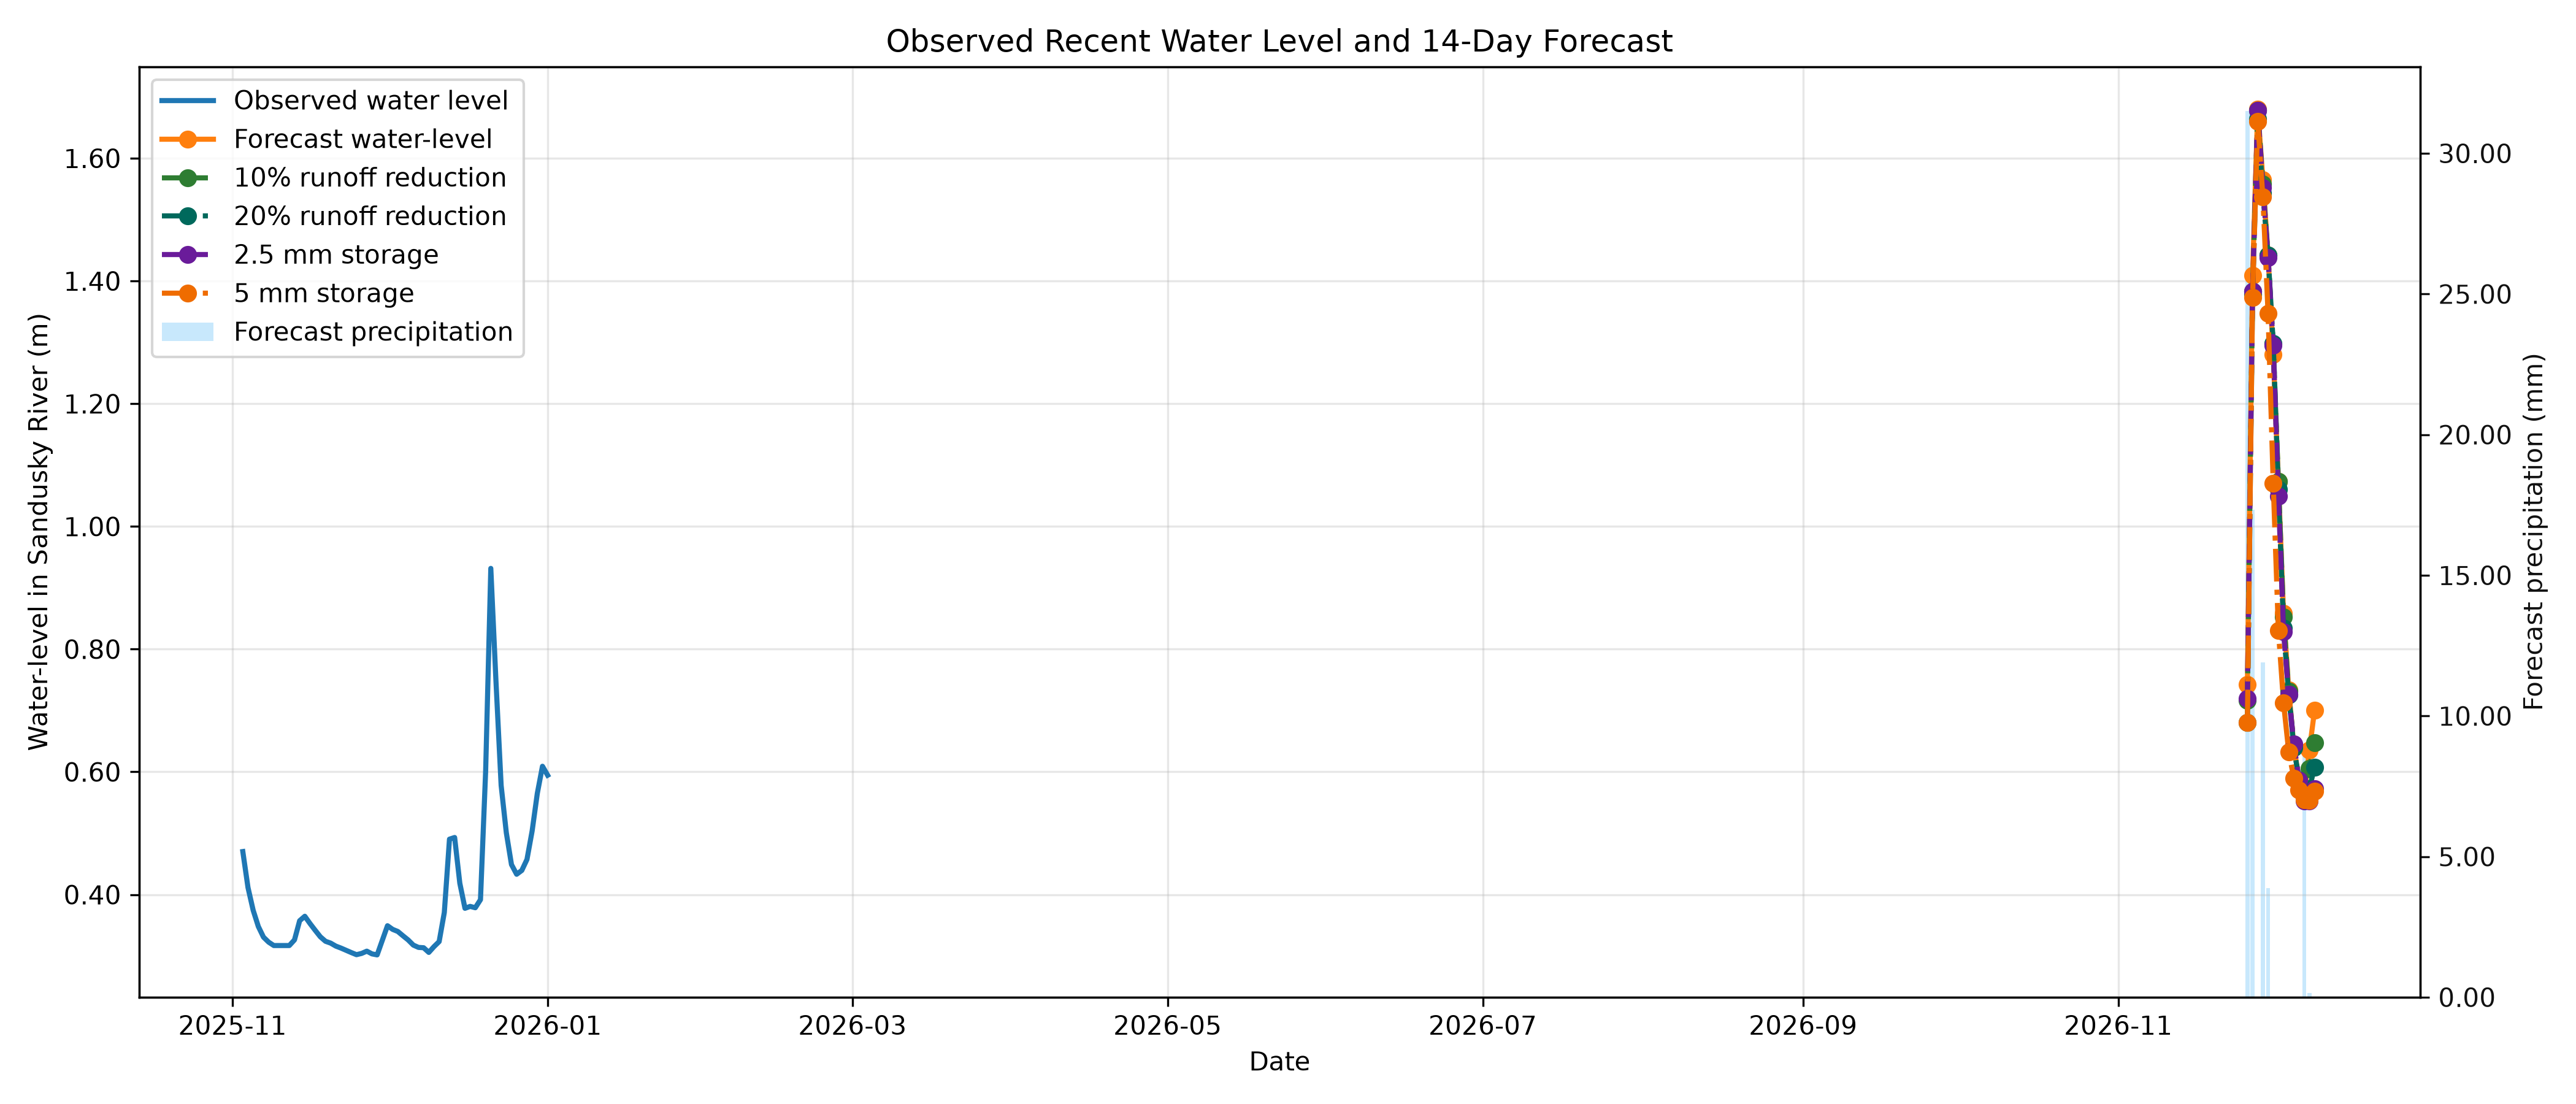 Observed Recent Water Level and 14-Day Forecast
Observed water level
Forecast water-level
10% runoff reduction
20% runoff reduction
2.5 mm storage
5 mm storage
Forecast precipitation
Water-level in Sandusky River (m)
1.60
1.40
1.20
1.00
0.80
0.60
0.40
30.00
25.00
20.00
15.00
10.00
5.00
0.00
Forecast precipitation (mm)
2025-11
2026-01
2026-03
2026-05
2026-07
2026-09
2026-11
Date